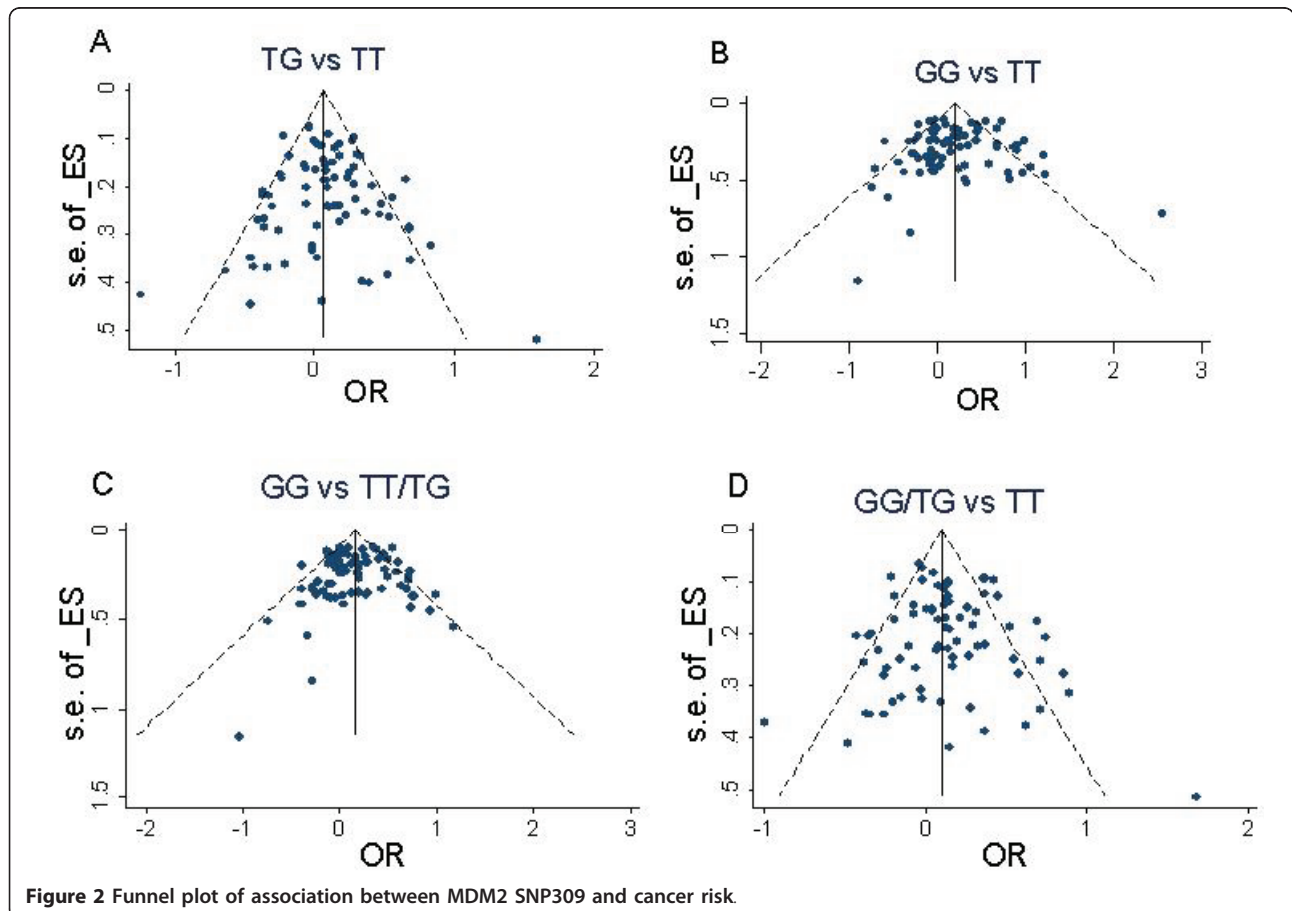 A
TG vs TT
0
.1
.2
.3
.4
.5
s.e. of _ES
-1
0
1
2
OR
B
GG vs TT
0
.5
1
1.5
s.e. of _ES
-2
-1
0
1
2
3
OR
C
GG vs TT/TG
0
.5
1
1.5
s.e. of _ES
-2
-1
0
1
2
3
OR
D
GG/TG vs TT
0
.1
.2
.3
.4
.5
s.e. of _ES
-1
0
1
2
OR
Figure 2 Funnel plot of association between MDM2 SNP309 and cancer risk.